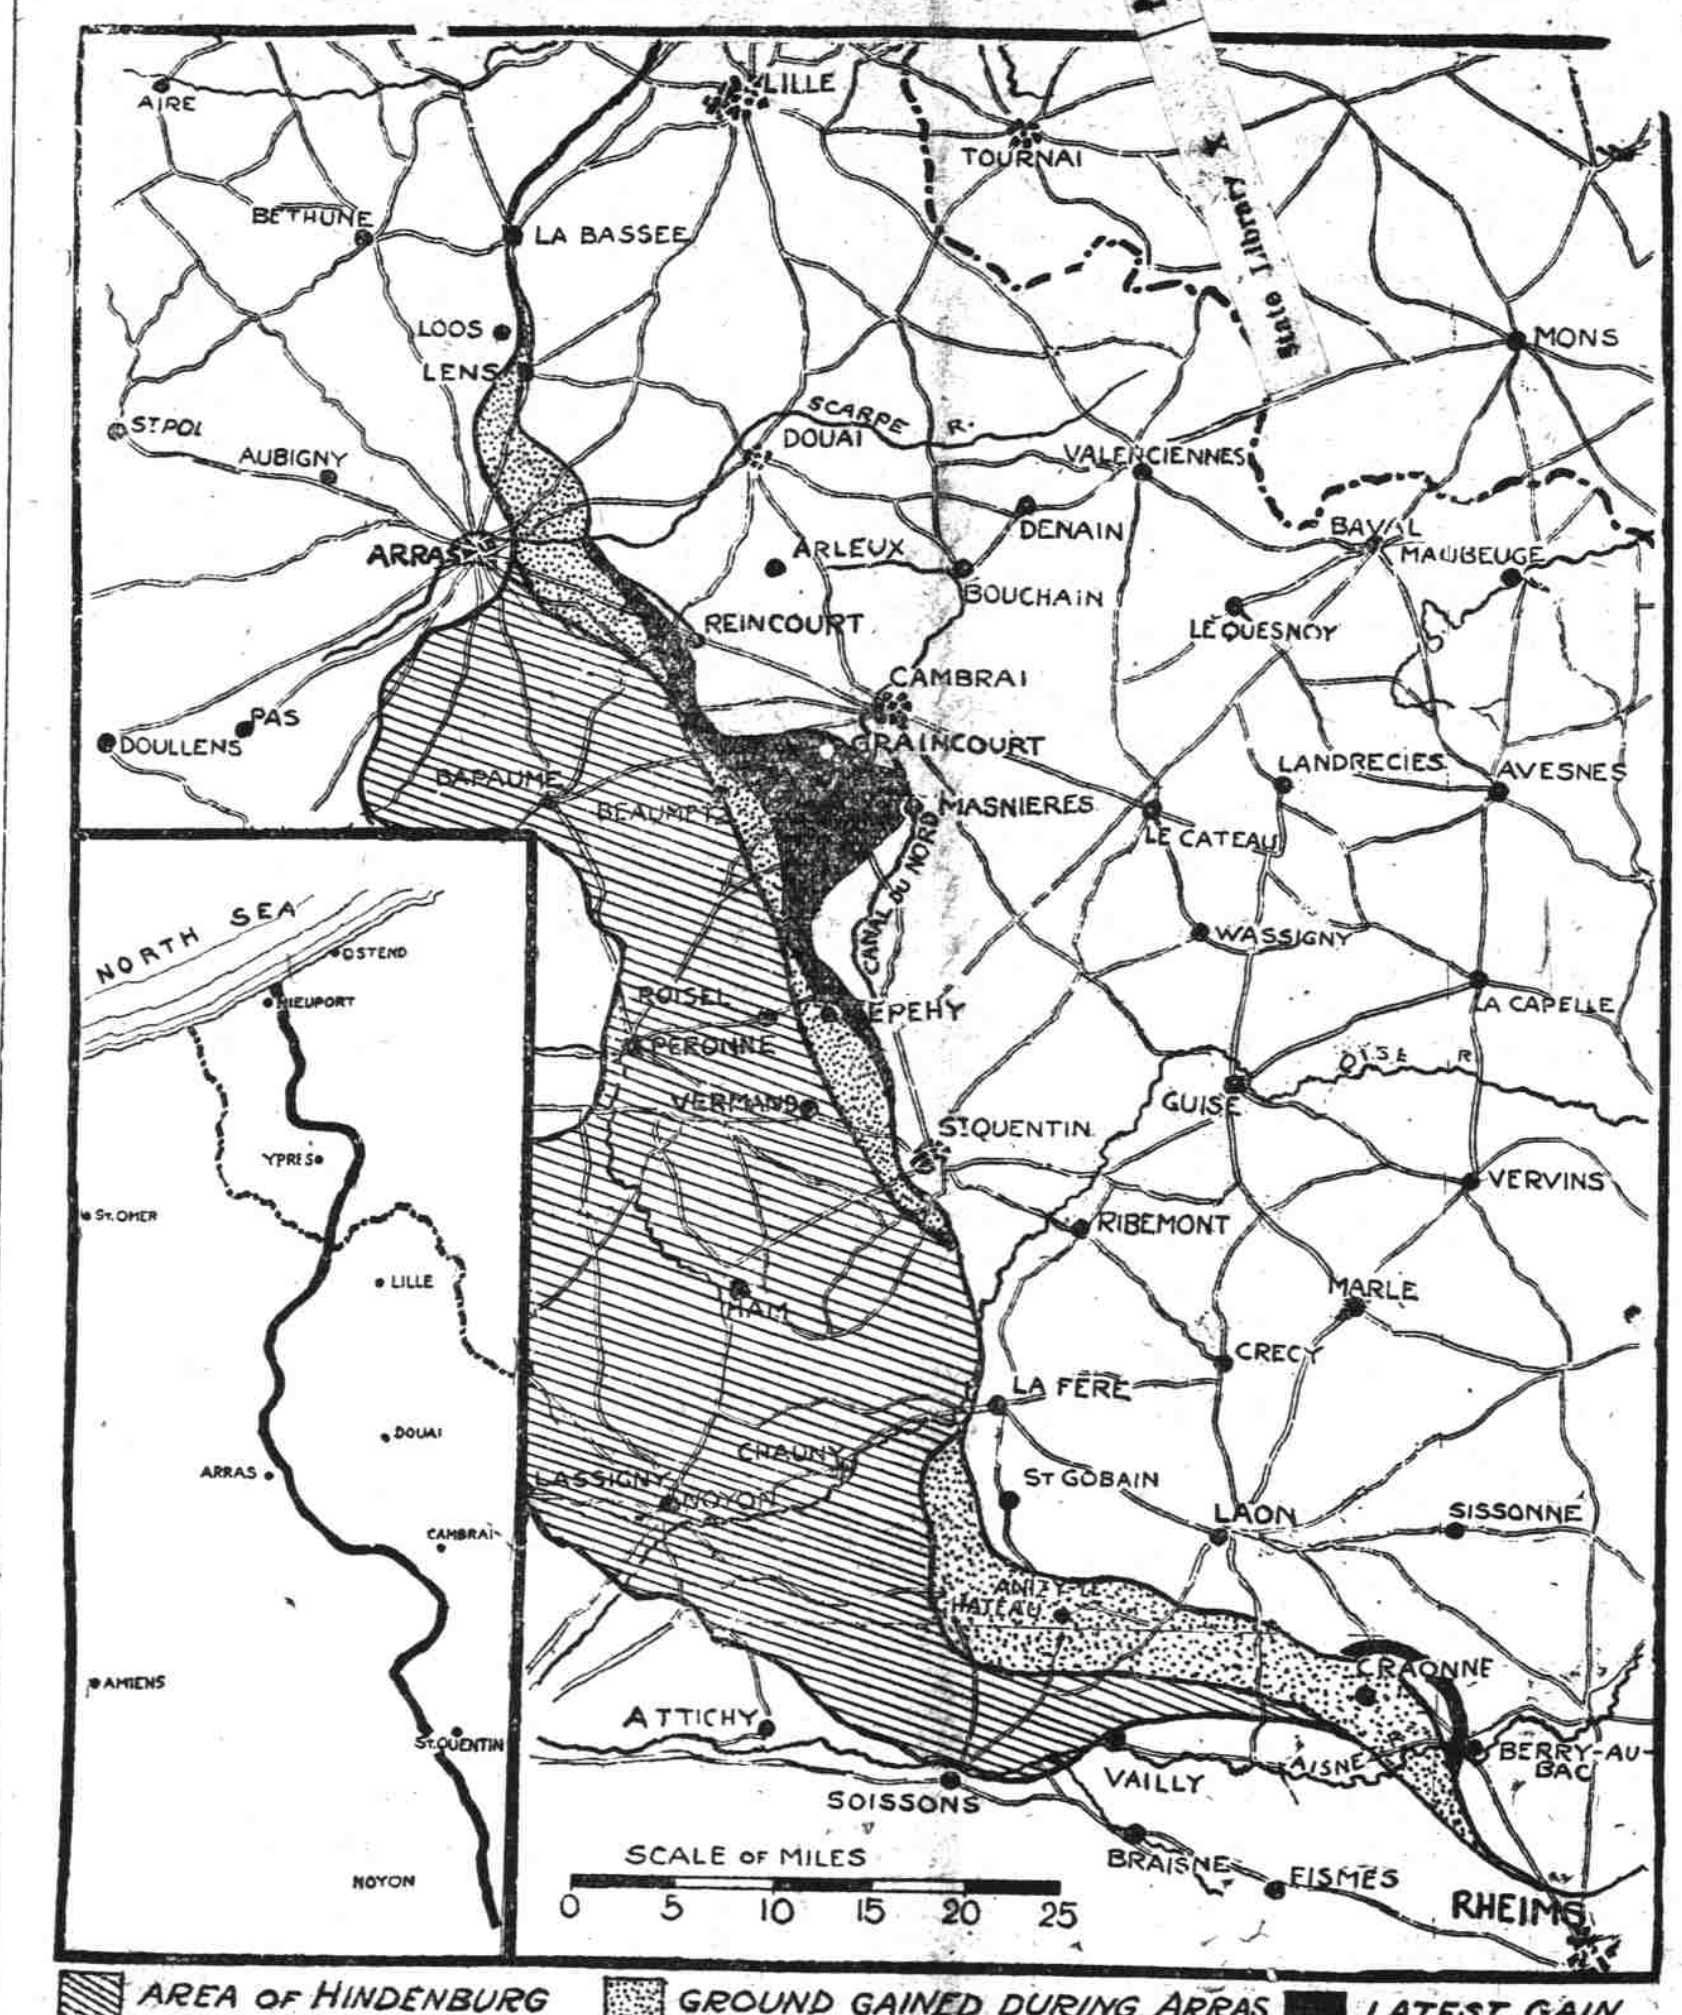 LILLE
AIRE
TOURNAI
State Library
BETHUNE
LA BASSEE
LOOS
MONS
LENS
SCARPE R.
ST POL
DOUAI
AUBIGNY
VALENCIENNES
DENAIN
BAVAL
ARRAS
ARLEUX
MAUBEUGE
BOUCHAIN
REINCOURT
LE QUESNOY
CAMBRAI
PAS
DOULLENS
GRAINCOURT
LANDRECIES
AVESNES
BAPAUME
BEAUMETZ
MASNIERES
LE CATEAU
CANAL DU NORD
NORTH SEA
OSTEND
WASSIGNY
NIEUPORT
ROISEL
EPEHY
LA CAPELLE
PERONNE
OISE R
VERMAND
GUISE
ST QUENTIN
YPRES
VERVINS
ST. OMER
RIBEMONT
LILLE
MARLE
HAM
CRECY
LA FERE
DOUAI
CHAUNY
ARRAS
LASSIGNY
NOYON
ST GOBAIN
LAON
SISSONNE
CAMBRAI
ANIZY-LE
HATEAU
CRAONNE
AMIENS
ATTICHY
ST. QUENTIN
AISNE R
BERRY-AU-
BAC
VAILLY
SOISSONS
SCALE OF MILES
BRAISNE
FISMES
NOYON
RHEIMS
0 5 10 15 20 25
AREA OF HINDENBURG
GROUND GAINED DURING ARRAS
LATEST GAIN